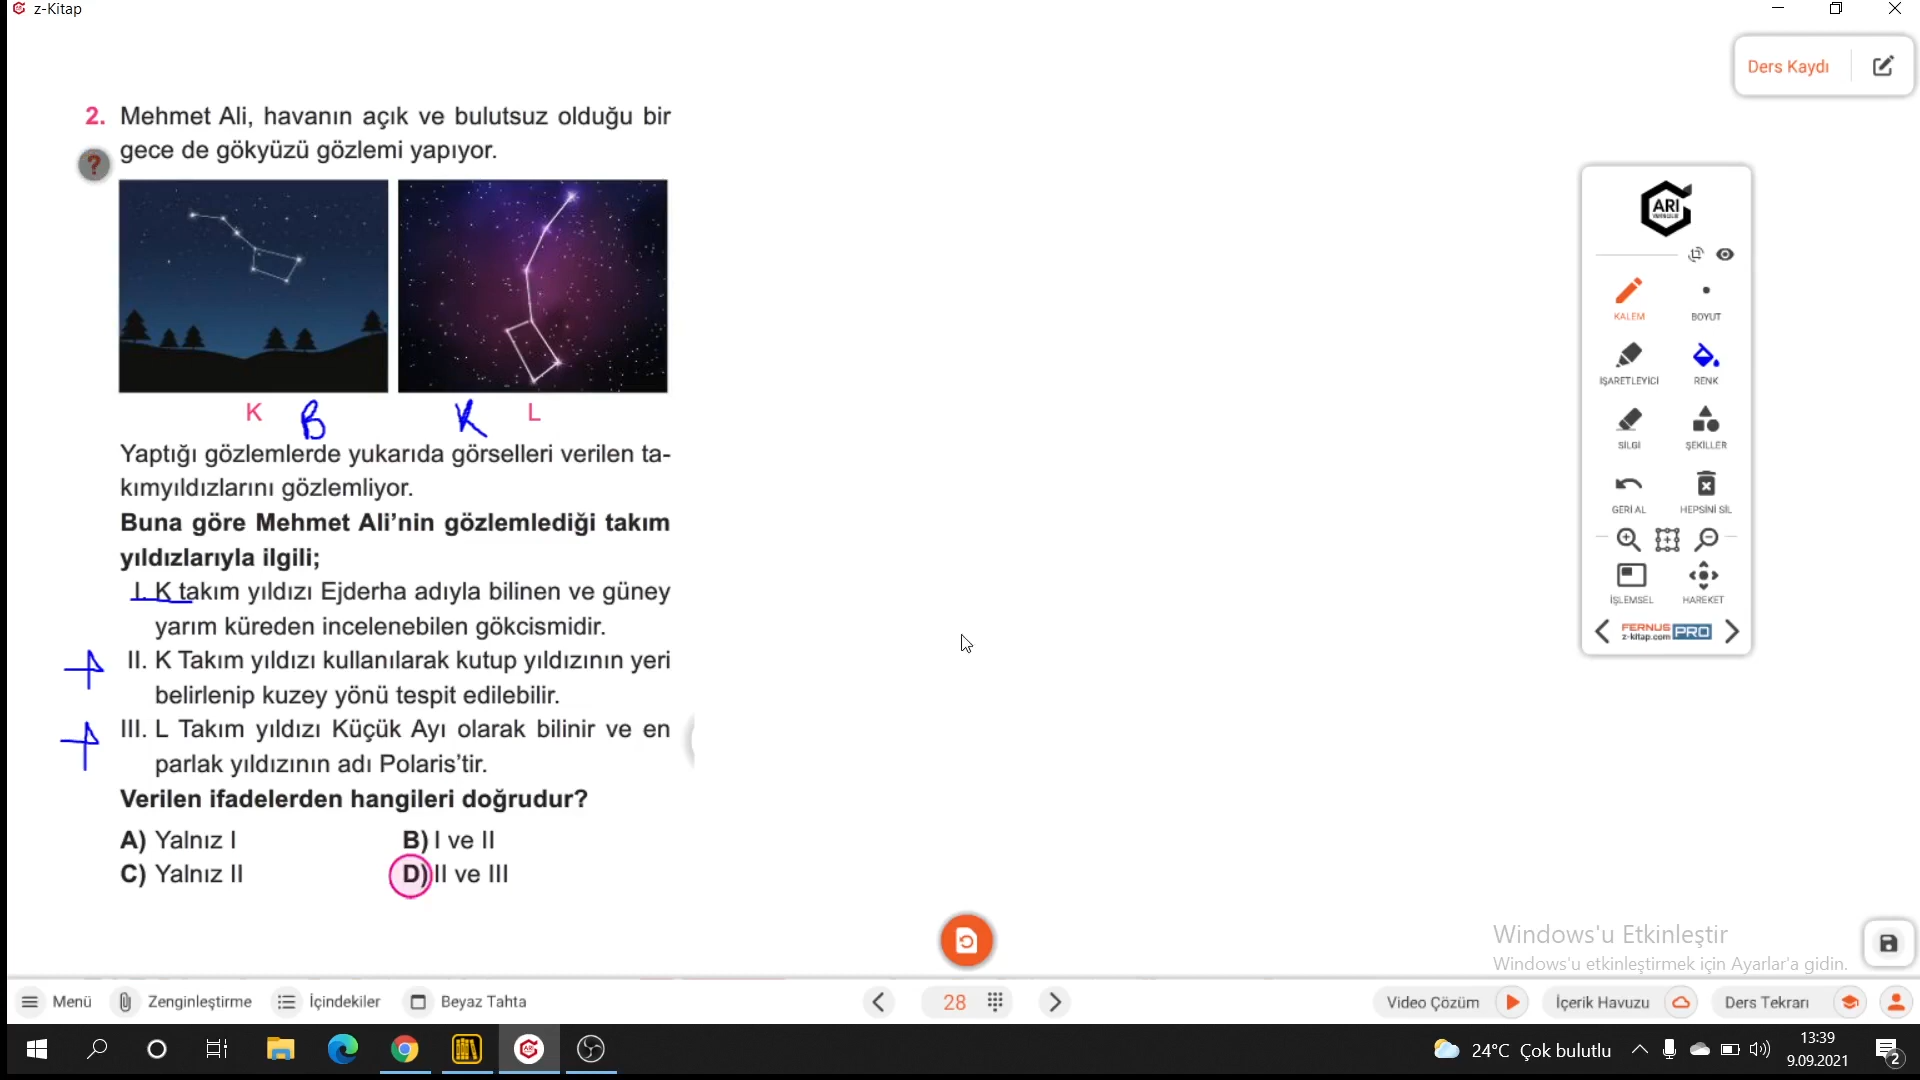 z-Kitap
Ders Kaydı
2. Mehmet Ali, havanın açık ve bulutsuz olduğu bir
gece de gökyüzü gözlemi yapıyor.
?
K B K L
Yaptığı gözlemlerde yukarıda görselleri verilen ta-
kımyıldızlarını gözlemliyor.
Buna göre Mehmet Ali'nin gözlemlediği takım
yıldızlarıyla ilgili;
I. K takım yıldızı Ejderha adıyla bilinen ve güney
yarım küreden incelenebilen gökcismidir.
II. K Takım yıldızı kullanılarak kutup yıldızının yeri
belirlenip kuzey yönü tespit edilebilir.
III. L Takım yıldızı Küçük Ayı olarak bilinir ve en
parlak yıldızının adı Polaris'tir.
Verilen ifadelerden hangileri doğrudur?
A) Yalnız I B) I ve II
C) Yalnız II D) II ve III
ARI
KALEM BOYUT
İŞARETLEYİCİ RENK
SİLGİ ŞEKİLLER
GERİ AL HEPSİNİ SİL
İŞLEMSEL HAREKET
FERNUS
z-kitap.com PRO
Windows'u Etkinleştir
Windows'u etkinleştirmek için Ayarlar'a gidin.
Menü Zenginleştirme İçindekiler Beyaz Tahta 28 Video Çözüm İçerik Havuzu Ders Tekrarı
24°C Çok bulutlu 13:39
9.09.2021 2